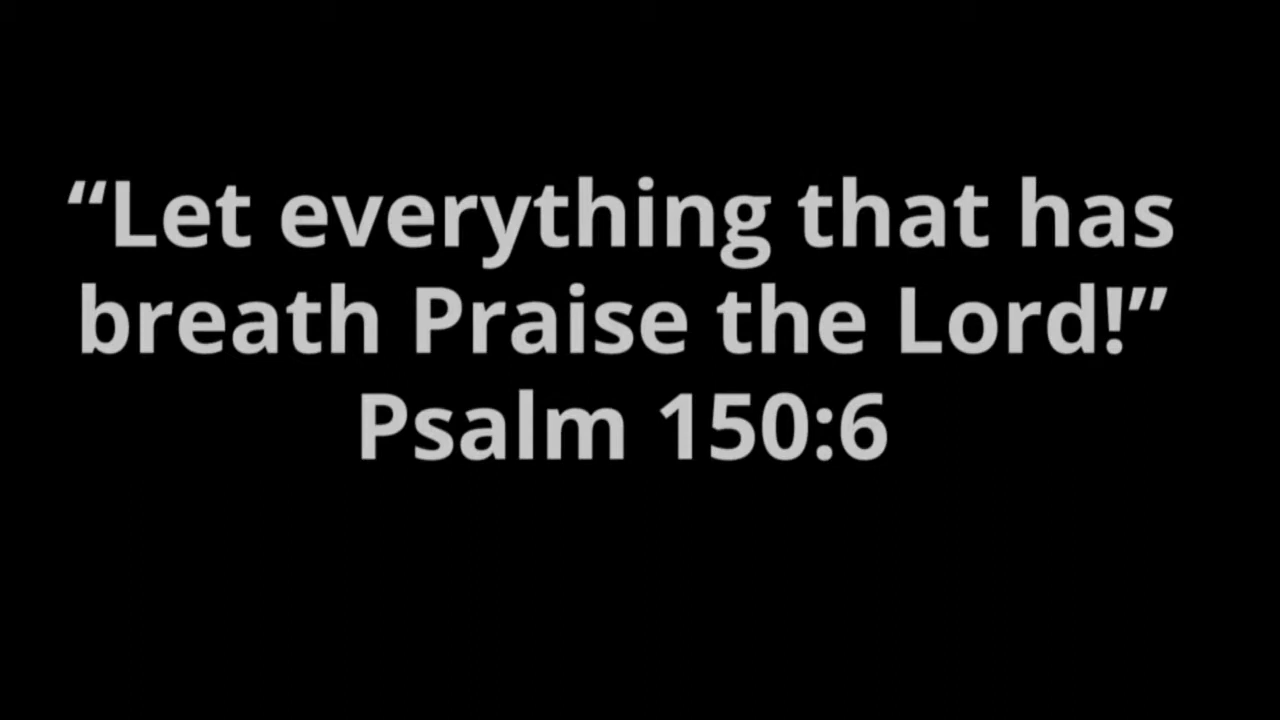 “Let everything that has
breath Praise the Lord!”
Psalm 150:6